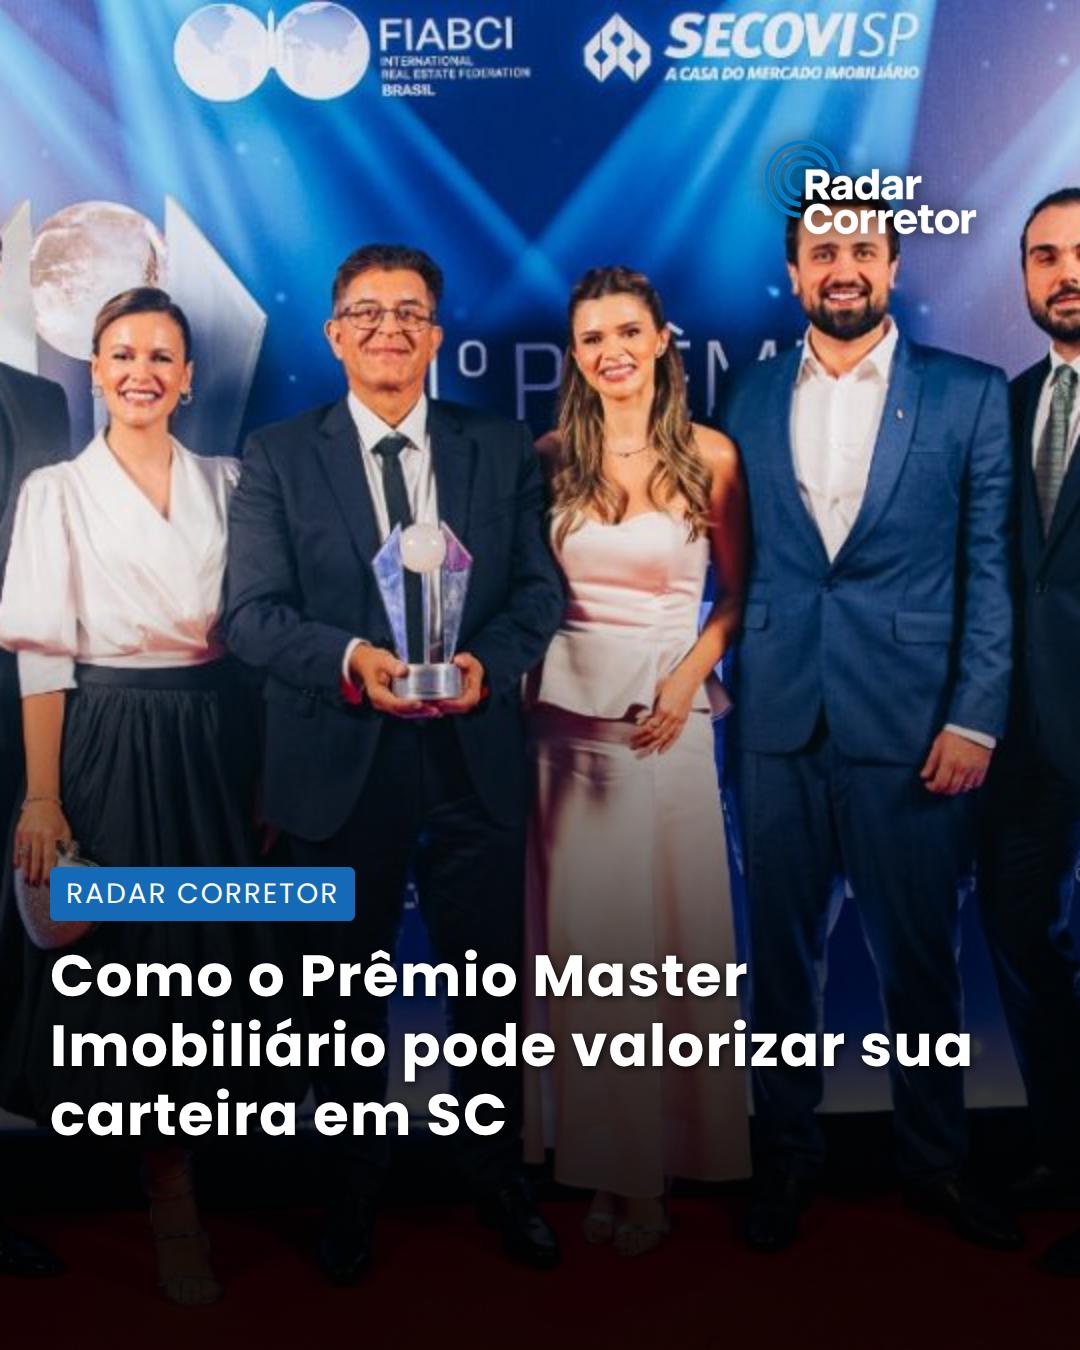 FIABCI
INTERNATIONAL
REAL ESTATE FEDERATION
BRASIL
SECOVISP
A CASA DO MERCADO IMOBILIÁRIO
Radar
Corretor
RADAR CORRETOR
Como o Prêmio Master
Imobiliário pode valorizar sua
carteira em SC